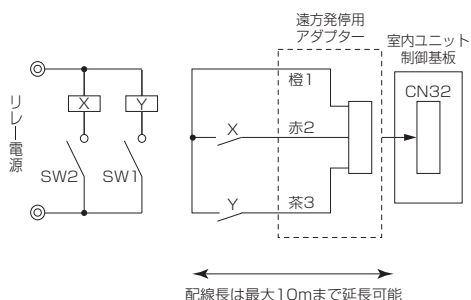 遠方発停用
アダプター
室内ユニット
制御基板
橙1
CN32
X
Y
X
赤2
リレー電源
SW2
SW1
Y
茶3
配線長は最大10mまで延長可能